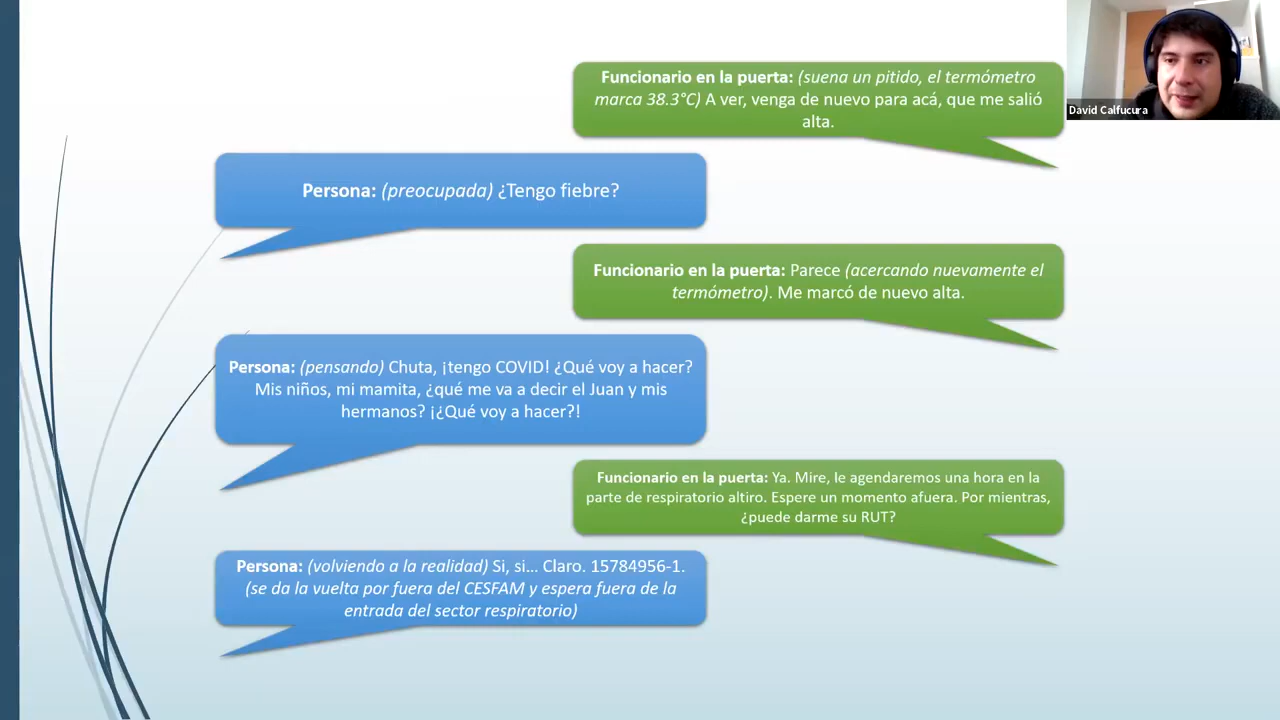 Funcionario en la puerta: (suena un pitido, el termómetro
marca 38.3°C) A ver, venga de nuevo para acá, que me salió
alta.
David Calfucura
Persona: (preocupada) ¿Tengo fiebre?
Funcionario en la puerta: Parece (acercando nuevamente el
termómetro). Me marcó de nuevo alta.
Persona: (pensando) Chuta, ¡tengo COVID! ¿Qué voy a hacer?
Mis niños, mi mamita, ¿qué me va a decir el Juan y mis
hermanos? ¡¿Qué voy a hacer?!
Funcionario en la puerta: Ya. Mire, le agendaremos una hora en la
parte de respiratorio altiro. Espere un momento afuera. Por mientras,
¿puede darme su RUT?
Persona: (volviendo a la realidad) Si, si... Claro. 15784956-1.
(se da la vuelta por fuera del CESFAM y espera fuera de la
entrada del sector respiratorio)